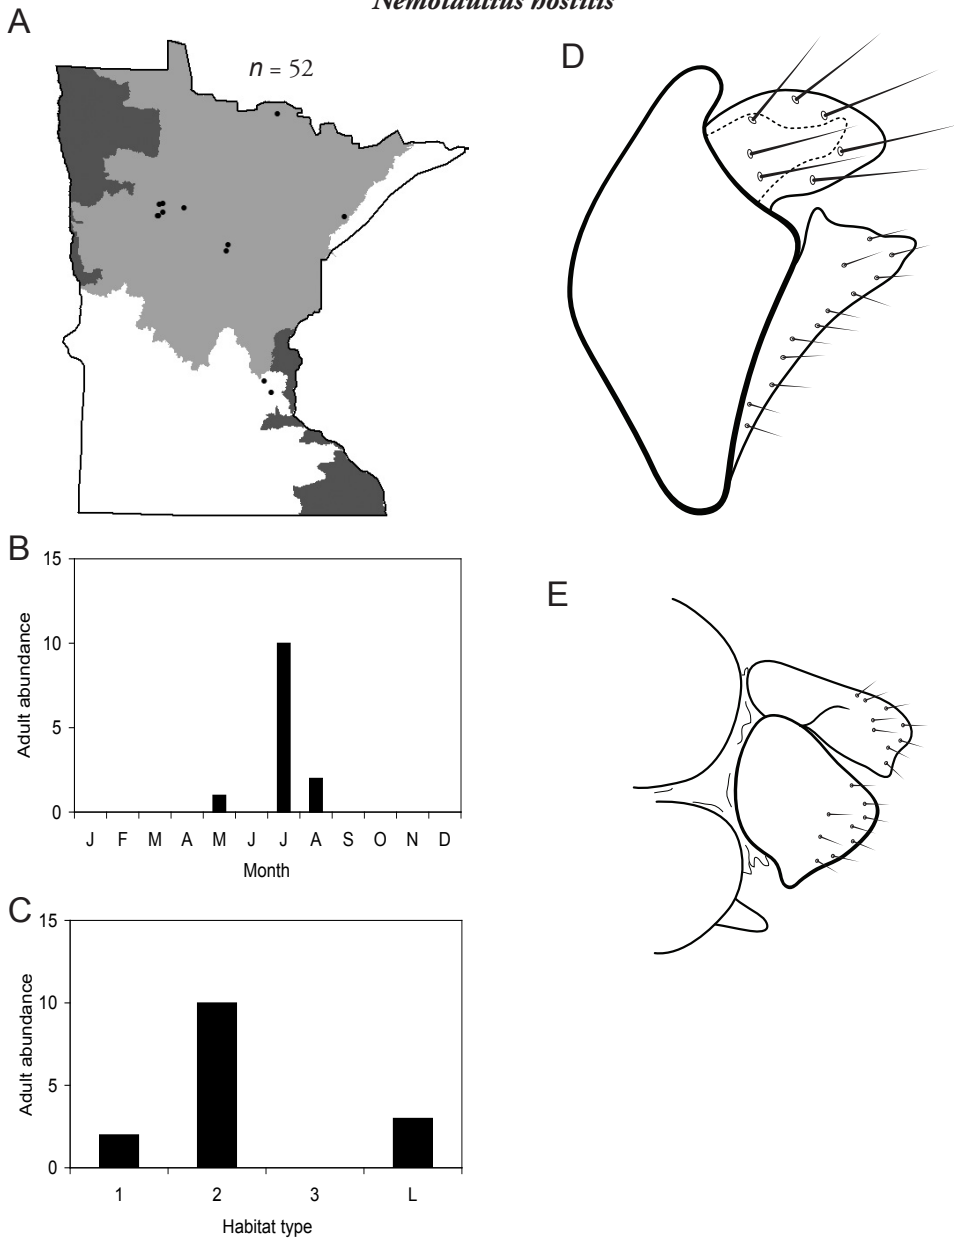 Nemotaulius hostilis
A
n = 52
D
B
15
10
5
0
Adult abundance
J F M A M J J A S O N D
Month
C
15
10
5
0
Adult abundance
1 2 3 L
Habitat type
E